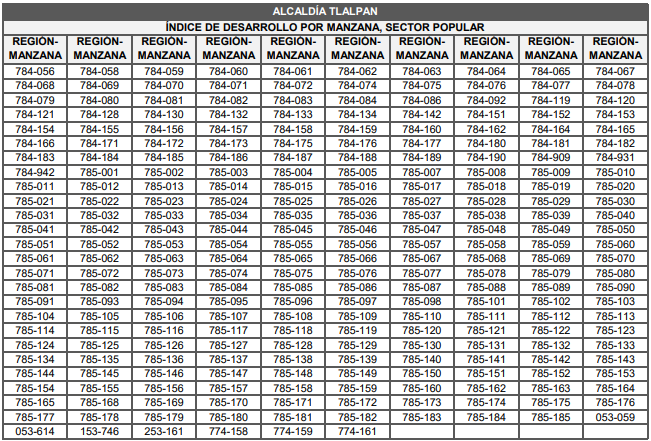 ALCALDÍA TLALPAN
ÍNDICE DE DESARROLLO POR MANZANA, SECTOR POPULAR
REGIÓN-MANZANA REGIÓN-MANZANA REGIÓN-MANZANA REGIÓN-MANZANA REGIÓN-MANZANA REGIÓN-MANZANA REGIÓN-MANZANA REGIÓN-MANZANA REGIÓN-MANZANA REGIÓN-MANZANA
784-056 784-058 784-059 784-060 784-061 784-062 784-063 784-064 784-065 784-067
784-068 784-069 784-070 784-071 784-072 784-074 784-075 784-076 784-077 784-078
784-079 784-080 784-081 784-082 784-083 784-084 784-086 784-092 784-119 784-120
784-121 784-128 784-130 784-132 784-133 784-134 784-142 784-151 784-152 784-153
784-154 784-155 784-156 784-157 784-158 784-159 784-160 784-162 784-164 784-165
784-166 784-171 784-172 784-173 784-175 784-176 784-177 784-180 784-181 784-182
784-183 784-184 784-185 784-186 784-187 784-188 784-189 784-190 784-909 784-931
784-942 785-001 785-002 785-003 785-004 785-005 785-007 785-008 785-009 785-010
785-011 785-012 785-013 785-014 785-015 785-016 785-017 785-018 785-019 785-020
785-021 785-022 785-023 785-024 785-025 785-026 785-027 785-028 785-029 785-030
785-031 785-032 785-033 785-034 785-035 785-036 785-037 785-038 785-039 785-040
785-041 785-042 785-043 785-044 785-045 785-046 785-047 785-048 785-049 785-050
785-051 785-052 785-053 785-054 785-055 785-056 785-057 785-058 785-059 785-060
785-061 785-062 785-063 785-064 785-065 785-066 785-067 785-068 785-069 785-070
785-071 785-072 785-073 785-074 785-075 785-076 785-077 785-078 785-079 785-080
785-081 785-082 785-083 785-084 785-085 785-086 785-087 785-088 785-089 785-090
785-091 785-093 785-094 785-095 785-096 785-097 785-098 785-101 785-102 785-103
785-104 785-105 785-106 785-107 785-108 785-109 785-110 785-111 785-112 785-113
785-114 785-115 785-116 785-117 785-118 785-119 785-120 785-121 785-122 785-123
785-124 785-125 785-126 785-127 785-128 785-129 785-130 785-131 785-132 785-133
785-134 785-135 785-136 785-137 785-138 785-139 785-140 785-141 785-142 785-143
785-144 785-145 785-146 785-147 785-148 785-149 785-150 785-151 785-152 785-153
785-154 785-155 785-156 785-157 785-158 785-159 785-160 785-162 785-163 785-164
785-165 785-168 785-169 785-170 785-171 785-172 785-173 785-174 785-175 785-176
785-177 785-178 785-179 785-180 785-181 785-182 785-183 785-184 785-185 053-059
053-614 153-746 253-161 774-158 774-159 774-161